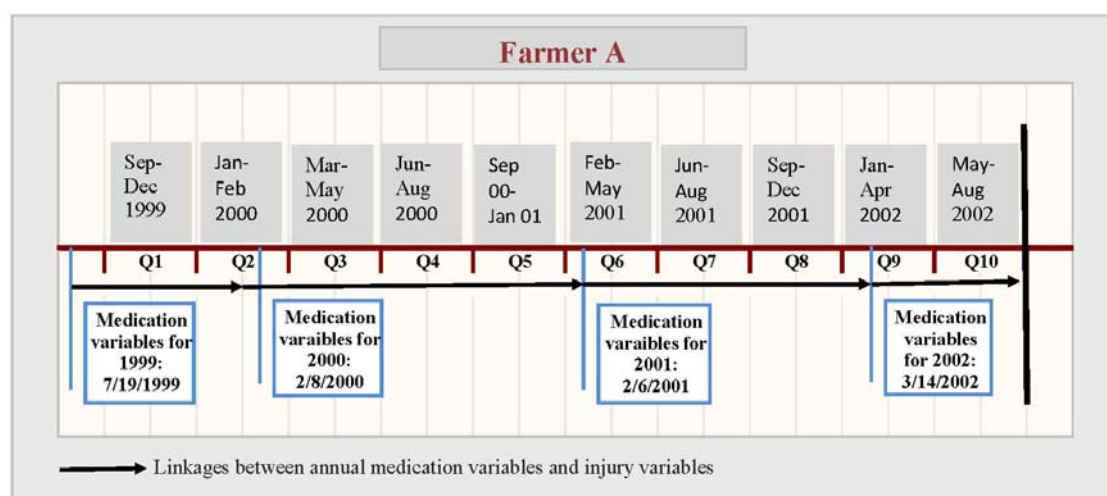 Farmer A
Sep-
Dec
1999
Jan-
Feb
2000
Mar-
May
2000
Jun-
Aug
2000
Sep
00-
Jan 01
Feb-
May
2001
Jun-
Aug
2001
Sep-
Dec
2001
Jan-
Apr
2002
May-
Aug
2002
Q1 Q2 Q3 Q4 Q5 Q6 Q7 Q8 Q9 Q10
Medication
variables for
1999:
7/19/1999
Medication
varaibles for
2000:
2/8/2000
Medication
varaibles for
2001:
2/6/2001
Medication
variables
for 2002:
3/14/2002
Linkages between annual medication variables and injury variables